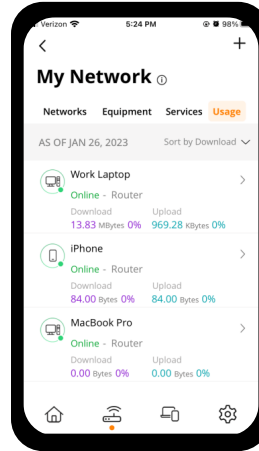 Verizon 5:24 PM 98%
My Network
Networks Equipment Services Usage
AS OF JAN 26, 2023 Sort by Download
Work Laptop
Online - Router
Download Upload
13.83 MBytes 0% 969.28 KBytes 0%
iPhone
Online - Router
Download Upload
84.00 Bytes 0% 84.00 Bytes 0%
MacBook Pro
Online - Router
Download Upload
0.00 Bytes 0% 0.00 Bytes 0%